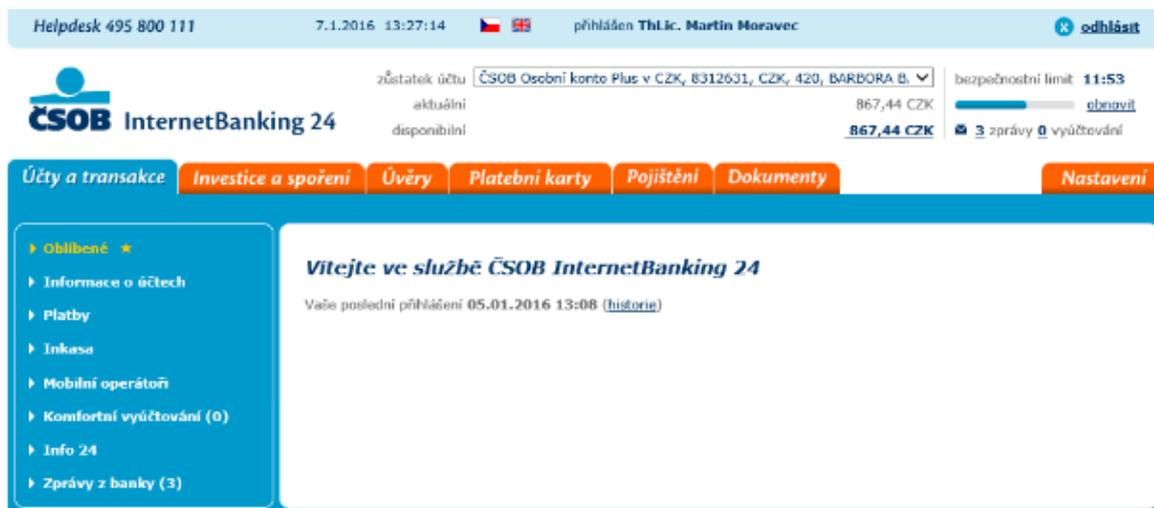 Helpdesk 495 800 111 7.1.2016 13:27:14 přihlášen ThLic. Martin Moravec odhlásit
zůstatek účtu ČSOB Osobní konto Plus v CZK, 8312631, CZK, 420, BARBORA B. bezpečnostní limit 11:53
aktuální 867,44 CZK obnovit
disponibilní 867,44 CZK 3 zprávy 0 vyúčtování
ČSOB InternetBanking 24
Účty a transakce Investice a spoření Úvěry Platební karty Pojištění Dokumenty Nastavení
Oblíbené
Informace o účtech
Platby
Inkasa
Mobilní operátoři
Komfortní vyúčtování (0)
Info 24
Zprávy z banky (3)
Vítejte ve službě ČSOB InternetBanking 24
Vaše poslední přihlášení 05.01.2016 13:08 (historie)